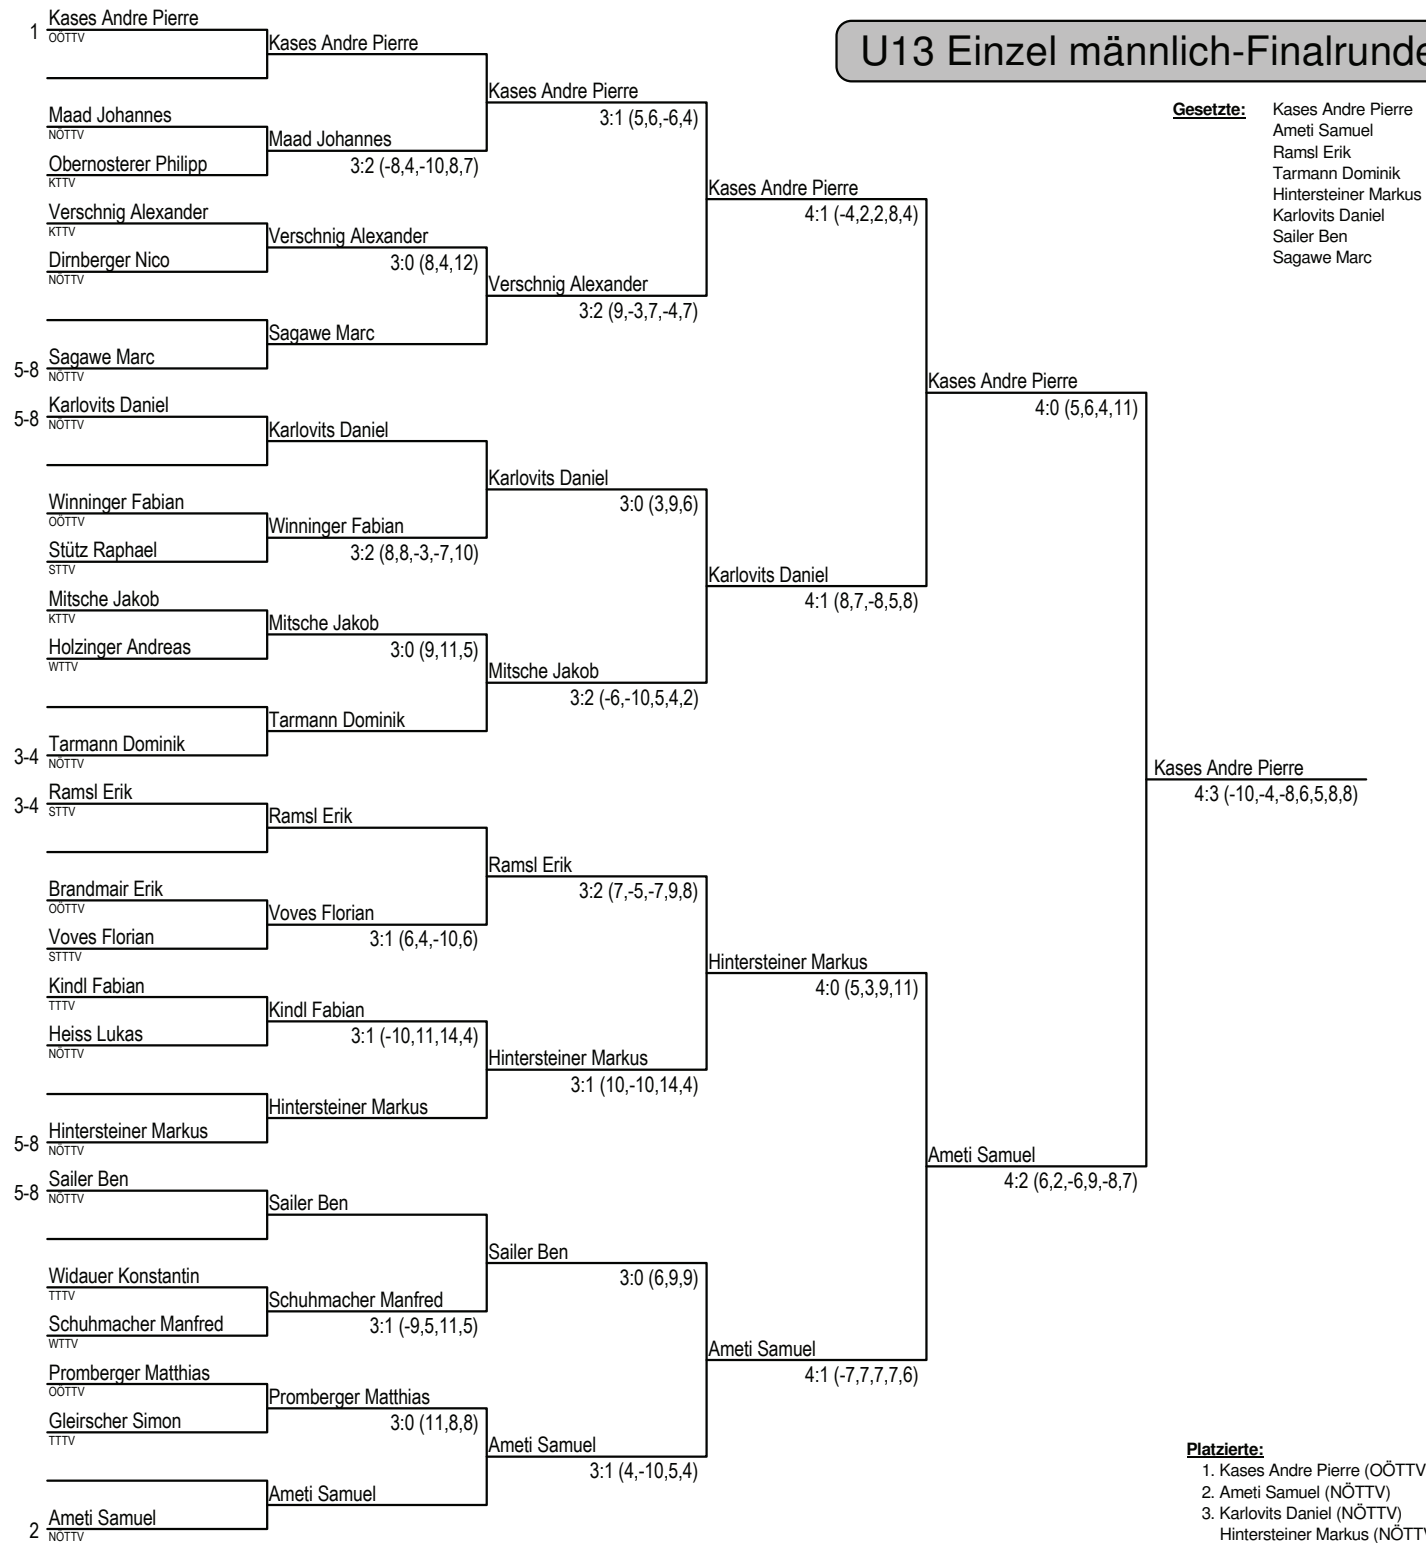 U13 Einzel männlich-Finalrunde
Gesetzte:
Kases Andre Pierre
Ameti Samuel
Ramsl Erik
Tarmann Dominik
Hintersteiner Markus
Karlovits Daniel
Sailer Ben
Sagawe Marc
1 Kases Andre Pierre
OÖTTV
Maad Johannes
NÖTTV
Obernosterer Philipp
KTTV
Verschnig Alexander
KTTV
Dirnberger Nico
NÖTTV
5-8 Sagawe Marc
NÖTTV
5-8 Karlovits Daniel
NÖTTV
Winninger Fabian
OÖTTV
Stütz Raphael
STTV
Mitsche Jakob
KTTV
Holzinger Andreas
WTTV
3-4 Tarmann Dominik
NÖTTV
3-4 Ramsl Erik
STTV
Brandmair Erik
OÖTTV
Voves Florian
STTTV
Kindl Fabian
TTTV
Heiss Lukas
NÖTTV
5-8 Hintersteiner Markus
NÖTTV
5-8 Sailer Ben
NÖTTV
Widauer Konstantin
TTTV
Schuhmacher Manfred
WTTV
Promberger Matthias
OÖTTV
Gleirscher Simon
TTTV
2 Ameti Samuel
NÖTTV
Kases Andre Pierre
Maad Johannes
3:2 (-8,4,-10,8,7)
Verschnig Alexander
3:0 (8,4,12)
Sagawe Marc
Karlovits Daniel
Winninger Fabian
3:2 (8,8,-3,-7,10)
Mitsche Jakob
3:0 (9,11,5)
Tarmann Dominik
Ramsl Erik
Voves Florian
3:1 (6,4,-10,6)
Kindl Fabian
3:1 (-10,11,14,4)
Hintersteiner Markus
Sailer Ben
Schuhmacher Manfred
3:1 (-9,5,11,5)
Promberger Matthias
3:0 (11,8,8)
Ameti Samuel
Kases Andre Pierre
3:1 (5,6,-6,4)
Verschnig Alexander
3:2 (9,-3,7,-4,7)
Karlovits Daniel
3:0 (3,9,6)
Mitsche Jakob
3:2 (-6,-10,5,4,2)
Ramsl Erik
3:2 (7,-5,-7,9,8)
Hintersteiner Markus
3:1 (10,-10,14,4)
Sailer Ben
3:0 (6,9,9)
Ameti Samuel
3:1 (4,-10,5,4)
Kases Andre Pierre
4:1 (-4,2,2,8,4)
Karlovits Daniel
4:1 (8,7,-8,5,8)
Hintersteiner Markus
4:0 (5,3,9,11)
Ameti Samuel
4:1 (-7,7,7,7,6)
Kases Andre Pierre
4:0 (5,6,4,11)
Ameti Samuel
4:2 (6,2,-6,9,-8,7)
Kases Andre Pierre
4:3 (-10,-4,-8,6,5,8,8)
Platzierte:
1. Kases Andre Pierre (OÖTTV
2. Ameti Samuel (NÖTTV)
3. Karlovits Daniel (NÖTTV)
Hintersteiner Markus (NÖTTV